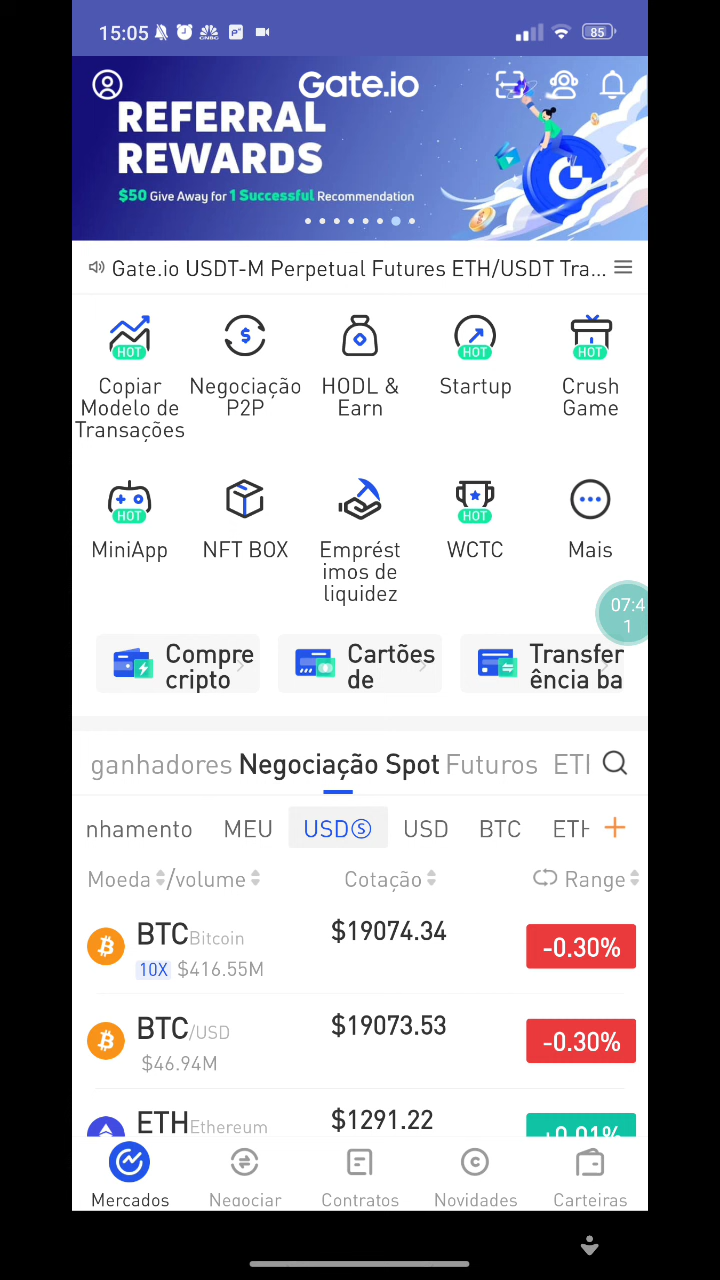 15:05
CNBC
85
Gate.io
REFERRAL
REWARDS
$50 Give Away for 1 Successful Recommendation
Gate.io USDT-M Perpetual Futures ETH/USDT Tra...
HOT
HOT
HOT
Copiar
Modelo de
Transações
Negociação
P2P
HODL &
Earn
Startup
Crush
Game
HOT
HOT
MiniApp
NFT BOX
Emprést
imos de
liquidez
WCTC
Mais
07:4
1
Compre
cripto
Cartões
de
Transfer
ência ba
ganhadores Negociação Spot Futuros ETI
nhamento MEU USDⓈ USD BTC ETH
Moeda/volume Cotação Range
BTC Bitcoin $19074.34 -0.30%
10X $416.55M
BTC/USD $19073.53 -0.30%
$46.94M
ETH Ethereum $1291.22 +0.01%
Mercados Negociar Contratos Novidades Carteiras